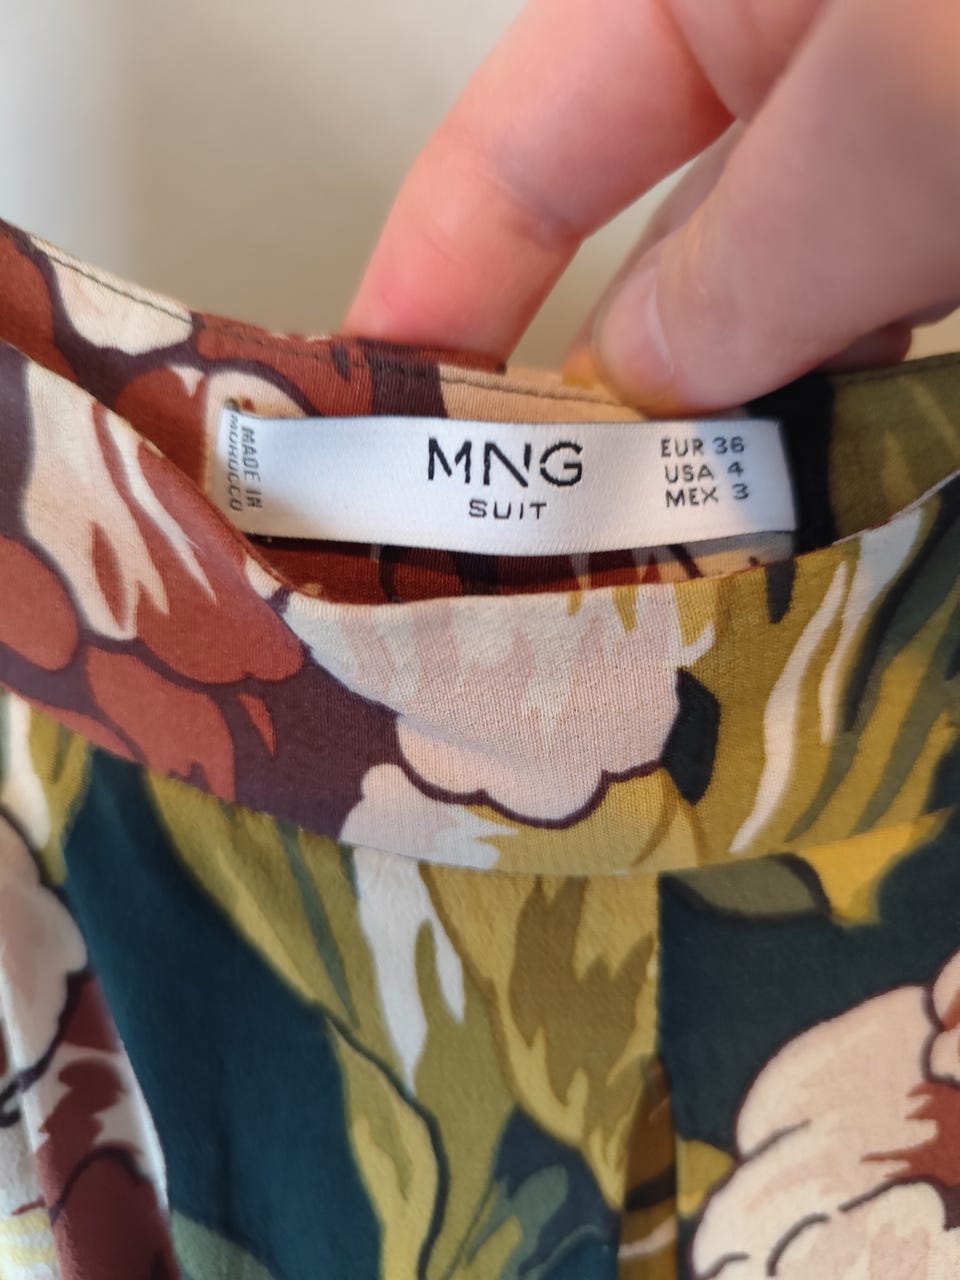 MADE IN
MOROCCO
MNG
SUIT
EUR 36
USA 4
MEX 3